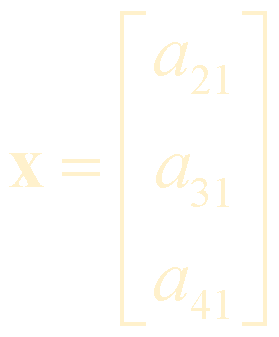 a₂₁
x = a₃₁
a₄₁